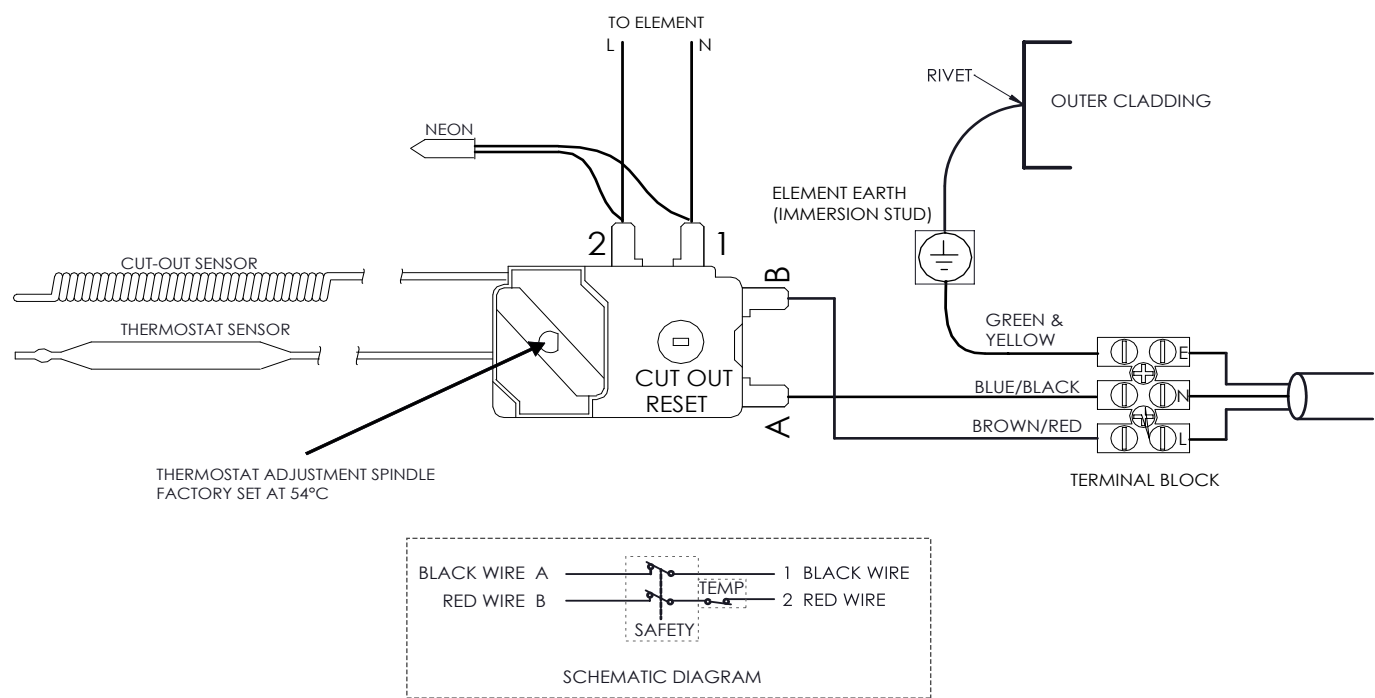 TO ELEMENT
L N
RIVET
OUTER CLADDING
NEON
ELEMENT EARTH
(IMMERSION STUD)
2 1
B
CUT-OUT SENSOR
THERMOSTAT SENSOR
GREEN &
YELLOW
E
CUT OUT
RESET
BLUE/BLACK
N
A
BROWN/RED
L
THERMOSTAT ADJUSTMENT SPINDLE
FACTORY SET AT 54°C
TERMINAL BLOCK
BLACK WIRE A
1 BLACK WIRE
TEMP
RED WIRE B
2 RED WIRE
SAFETY
SCHEMATIC DIAGRAM